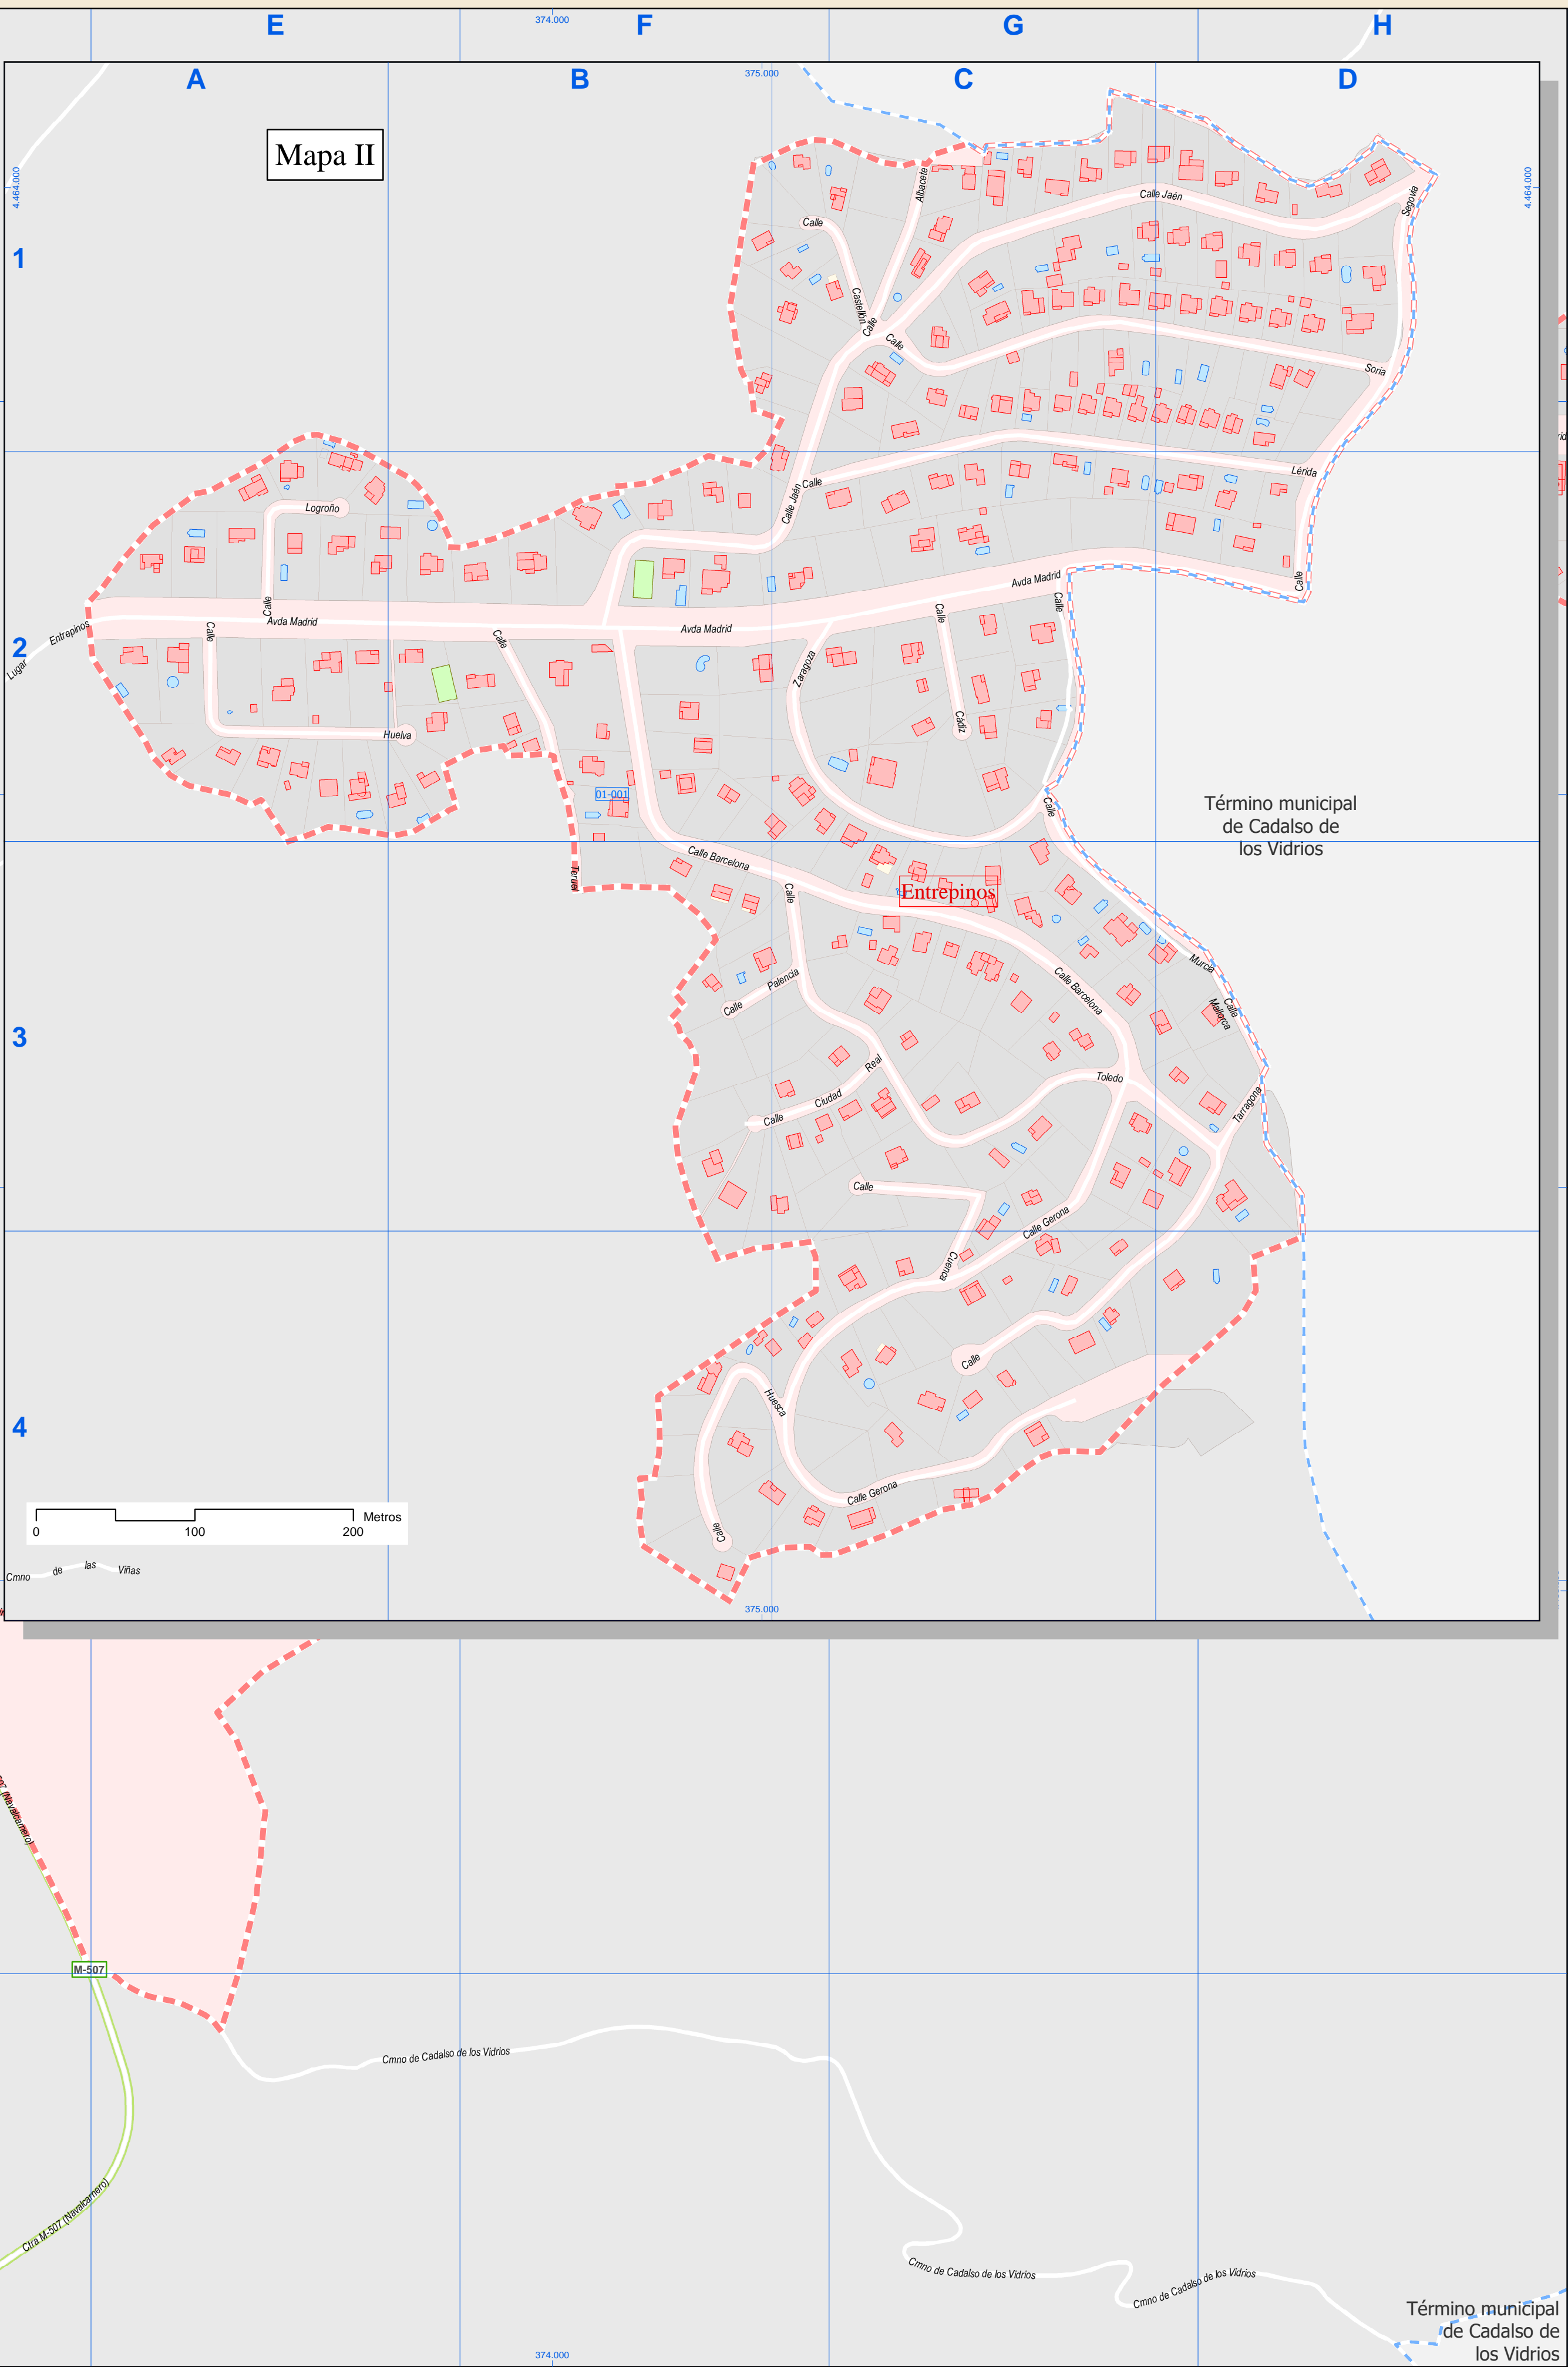 E
374.000
F
G
H
A
B
375.000
C
D
Mapa II
4.464.000
4.464.000
Albacete
Calle Jaén
Segovia
Calle
1
Castellón
Calle
Calle
Soria
Calle Jaén
Calle
Lérida
Logroño
Calle
Avda Madrid
Calle
Calle
Entrepinos
Lugar
Calle
Avda Madrid
Calle
Avda Madrid
Calle
2
Zaragoza
Cádiz
Huelva
01-001
Calle
Término municipal
de Cadalso de
los Vidrios
Calle Barcelona
Teruel
Calle
Entrepinos
Murcia
Palencia
Calle
Calle Barcelona
Calle
Mallorca
3
Real
Toledo
Ciudad
Calle
Tarragona
Calle
Calle Gerona
Cuenca
Calle
Huesca
4
Calle Gerona
Calle
Metros
0
100
200
Cmno
de
las
Viñas
375.000
M-507
Cmno de Cadalso de los Vidrios
Ctra M-507 (Navalcarnero)
Cmno de Cadalso de los Vidrios
Cmno de Cadalso de los Vidrios
Término municipal
de Cadalso de
los Vidrios
374.000